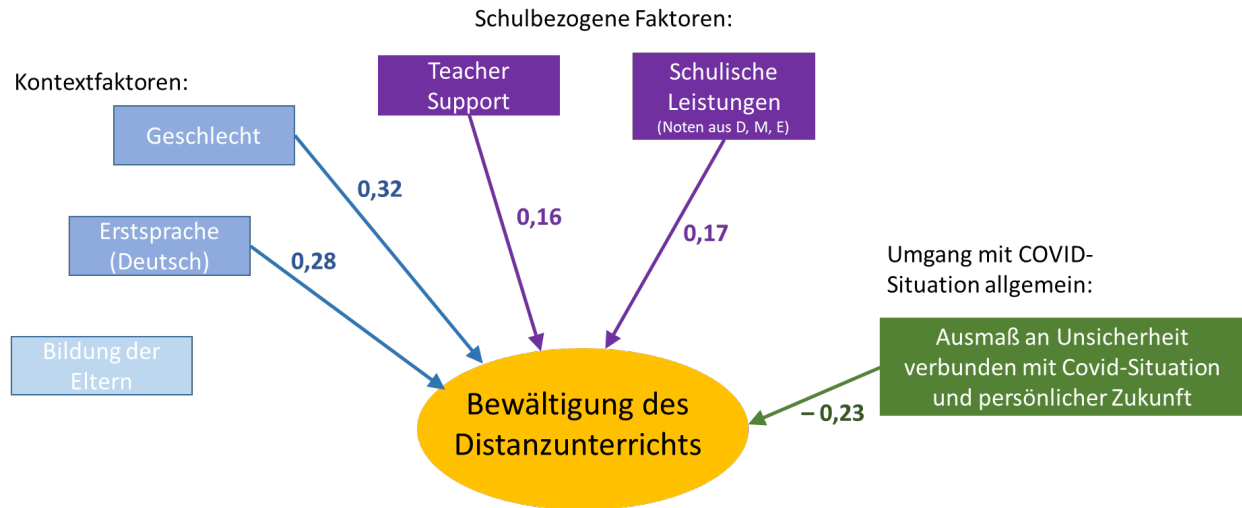 Schulbezogene Faktoren:
Kontextfaktoren:
Teacher
Support
Schulische
Leistungen
(Noten aus D, M, E)
Geschlecht
0,32
Erstsprache
(Deutsch)
0,28
0,16
0,17
Umgang mit COVID-
Situation allgemein:
Bildung der
Eltern
Ausmaß an Unsicherheit
verbunden mit Covid-Situation
und persönlicher Zukunft
– 0,23
Bewältigung des
Distanzunterrichts